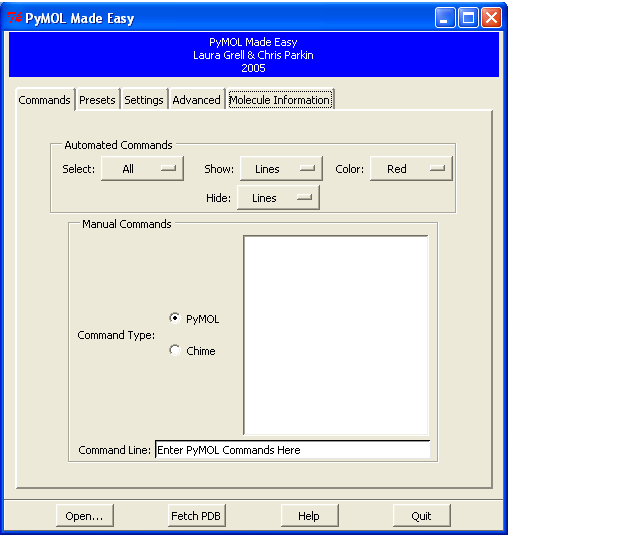 PyMOL Made Easy
PyMOL Made Easy
Laura Grell & Chris Parkin
2005
Commands Presets Settings Advanced Molecule Information
Automated Commands
Select: All Show: Lines Color: Red
Hide: Lines
Manual Commands
PyMOL
Command Type:
Chime
Command Line: Enter PyMOL Commands Here
Open... Fetch PDB Help Quit